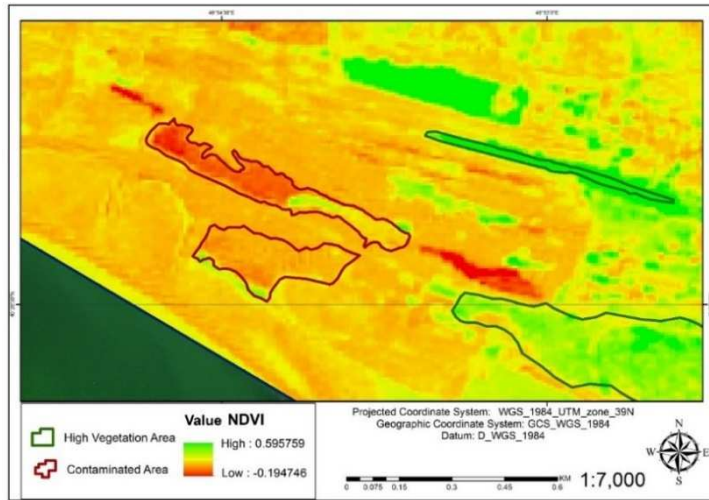 Value NDVI
High : 0.595759
Low : -0.194746
High Vegetation Area
Contaminated Area
Projected Coordinate System: WGS_1984_UTM_zone_39N
Geographic Coordinate System: GCS_WGS_1984
Datum: D_WGS_1984
N
W E
S
KM
0 0.075 0.15 0.3 0.45 0.6
1:7,000